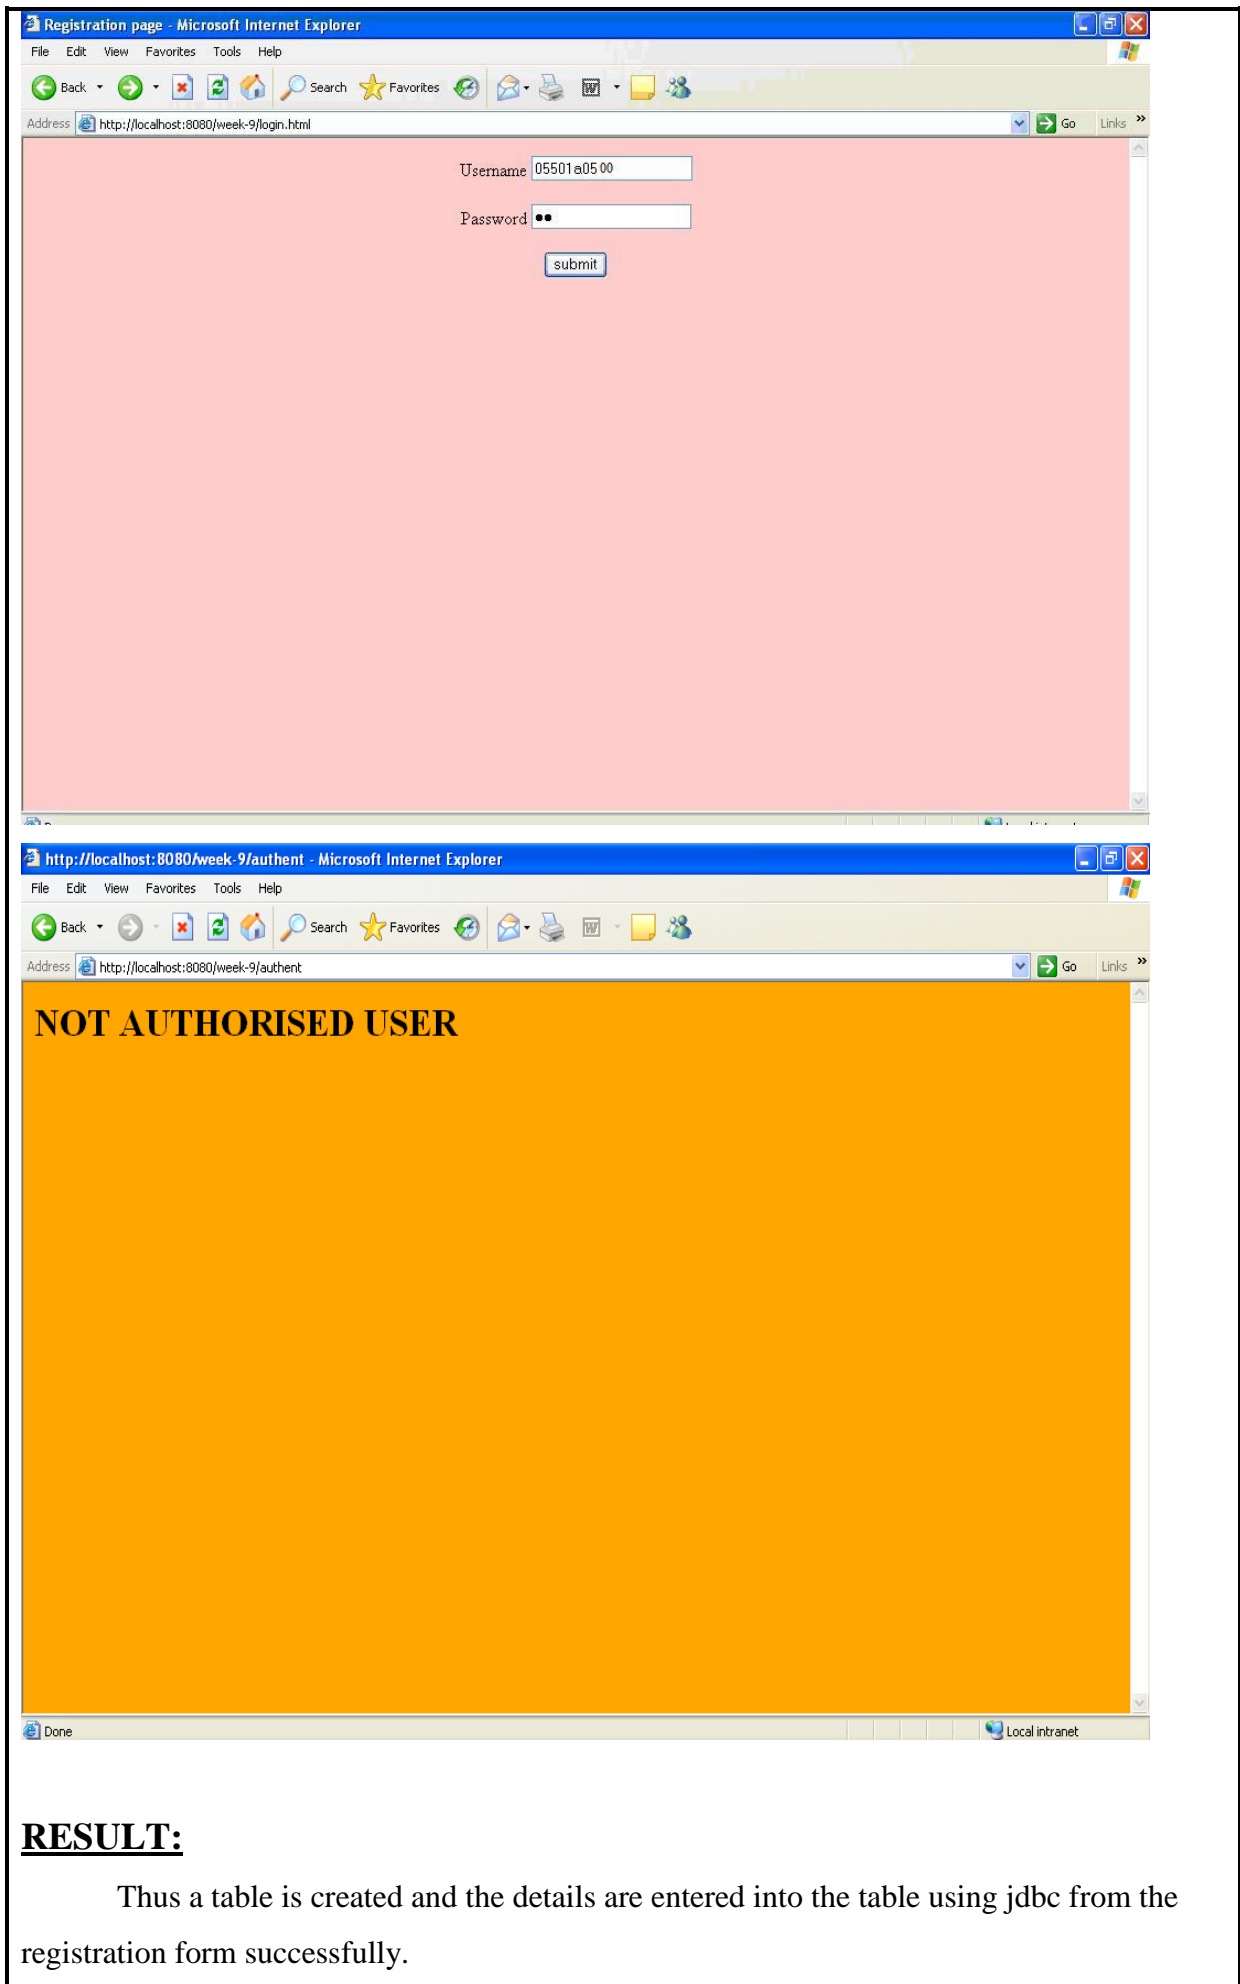 Registration page - Microsoft Internet Explorer
File Edit View Favorites Tools Help
Back Search Favorites
Address http://localhost:8080/week-9/login.html Go Links »
Username 05501a0500
Password ••
submit
http://localhost:8080/week-9/authent - Microsoft Internet Explorer
File Edit View Favorites Tools Help
Back Search Favorites
Address http://localhost:8080/week-9/authent Go Links »
NOT AUTHORISED USER
Done Local intranet
RESULT:
Thus a table is created and the details are entered into the table using jdbc from the
registration form successfully.